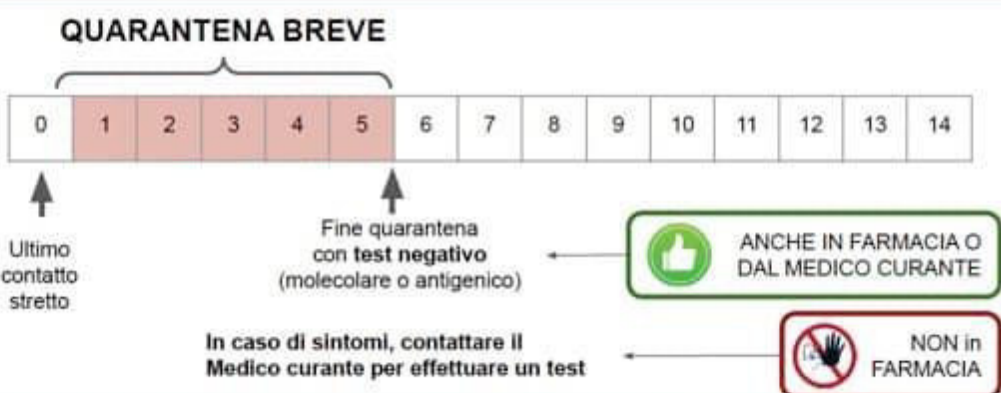 QUARANTENA BREVE
0 1 2 3 4 5 6 7 8 9 10 11 12 13 14
Ultimo
contatto
stretto
Fine quarantena
con test negativo
(molecolare o antigenico)
ANCHE IN FARMACIA O
DAL MEDICO CURANTE
In caso di sintomi, contattare il
Medico curante per effettuare un test
NON in
FARMACIA